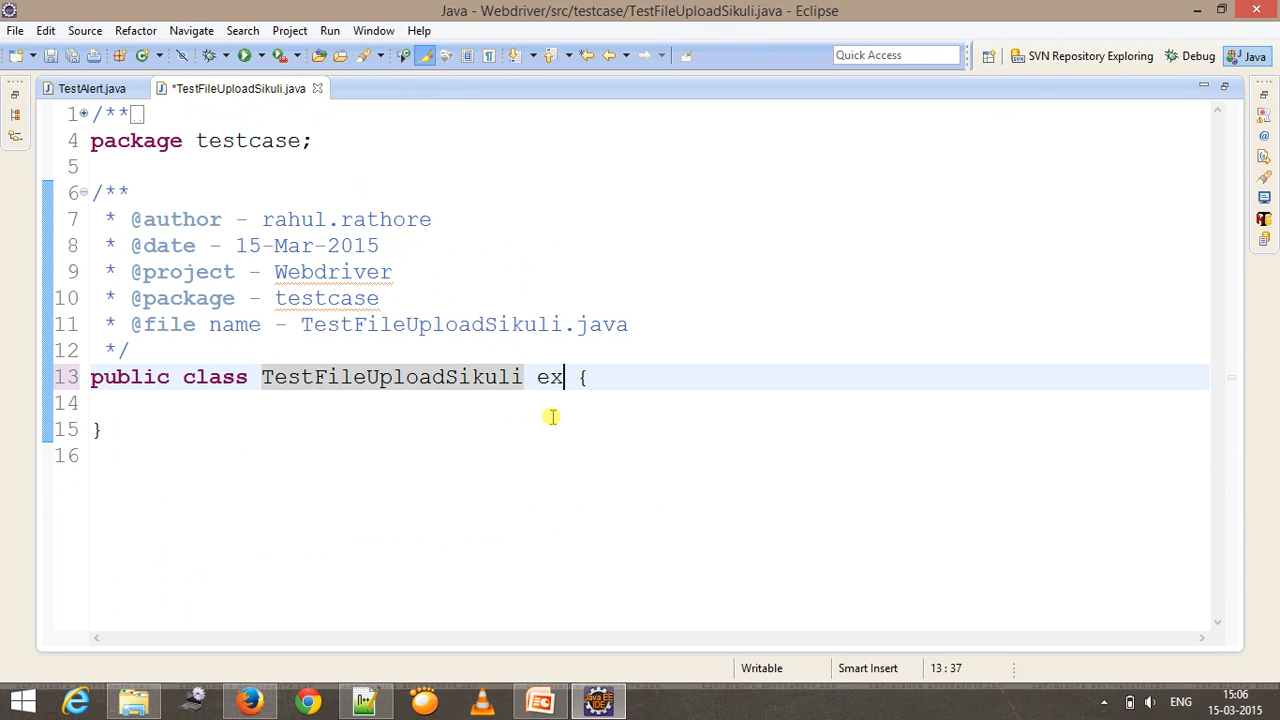 Java - Webdriver/src/testcase/TestFileUploadSikuli.java - Eclipse
File Edit Source Refactor Navigate Search Project Run Window Help
Quick Access SVN Repository Exploring Debug Java
TestAlert.java *TestFileUploadSikuli.java
1 /**
4 package testcase;
5
6 /**
7 * @author - rahul.rathore
8 * @date - 15-Mar-2015
9 * @project - Webdriver
10 * @package - testcase
11 * @file name - TestFileUploadSikuli.java
12 */
13 public class TestFileUploadSikuli ex {
14
15 }
16
Writable Smart Insert 13 : 37
ENG 15:06
15-03-2015